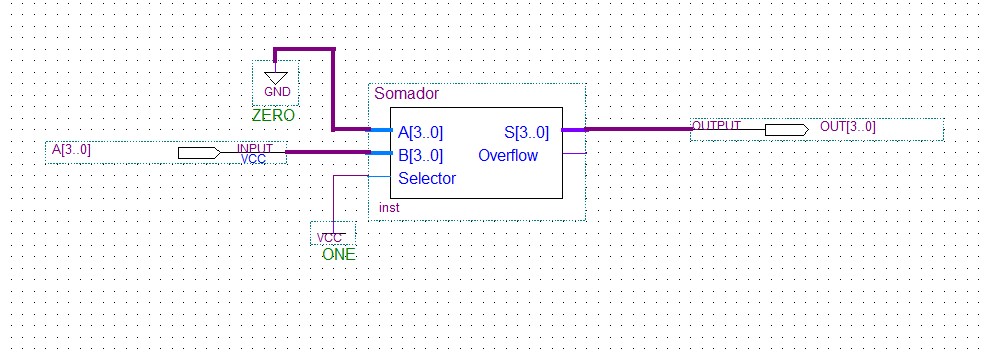 GND
ZERO
Somador
A[3..0]
S[3..0]
B[3..0]
Overflow
Selector
inst
A[3..0]
INPUT
VCC
OUTPUT
OUT[3..0]
VCC
ONE